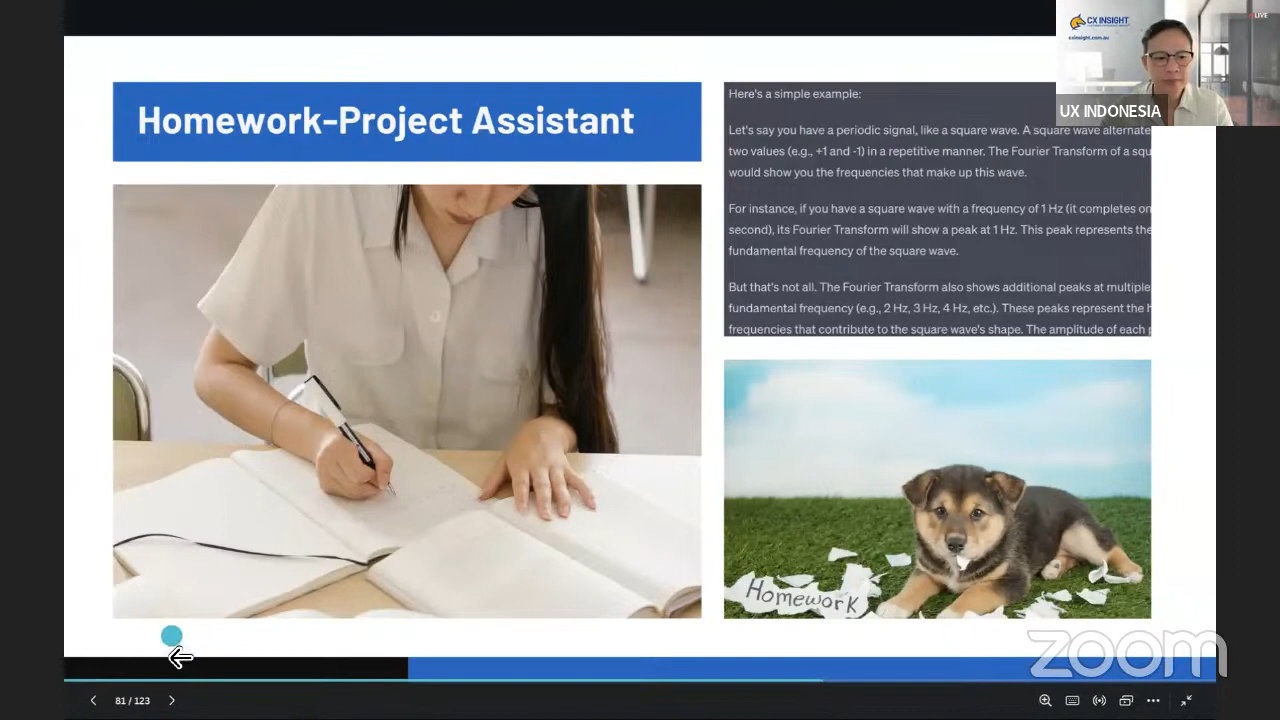 Homework-Project Assistant
Here's a simple example:
Let's say you have a periodic signal, like a square wave. A square wave alternate
two values (e.g., +1 and -1) in a repetitive manner. The Fourier Transform of a squ
would show you the frequencies that make up this wave.
For instance, if you have a square wave with a frequency of 1 Hz (it completes on
second), its Fourier Transform will show a peak at 1 Hz. This peak represents the
fundamental frequency of the square wave.
But that's not all. The Fourier Transform also shows additional peaks at multiple
fundamental frequency (e.g., 2 Hz, 3 Hz, 4 Hz, etc.). These peaks represent the h
frequencies that contribute to the square wave's shape. The amplitude of each p
Homework
CX INSIGHT
cxinsight.com.au
LIVE
UX INDONESIA
zoom
81 / 123